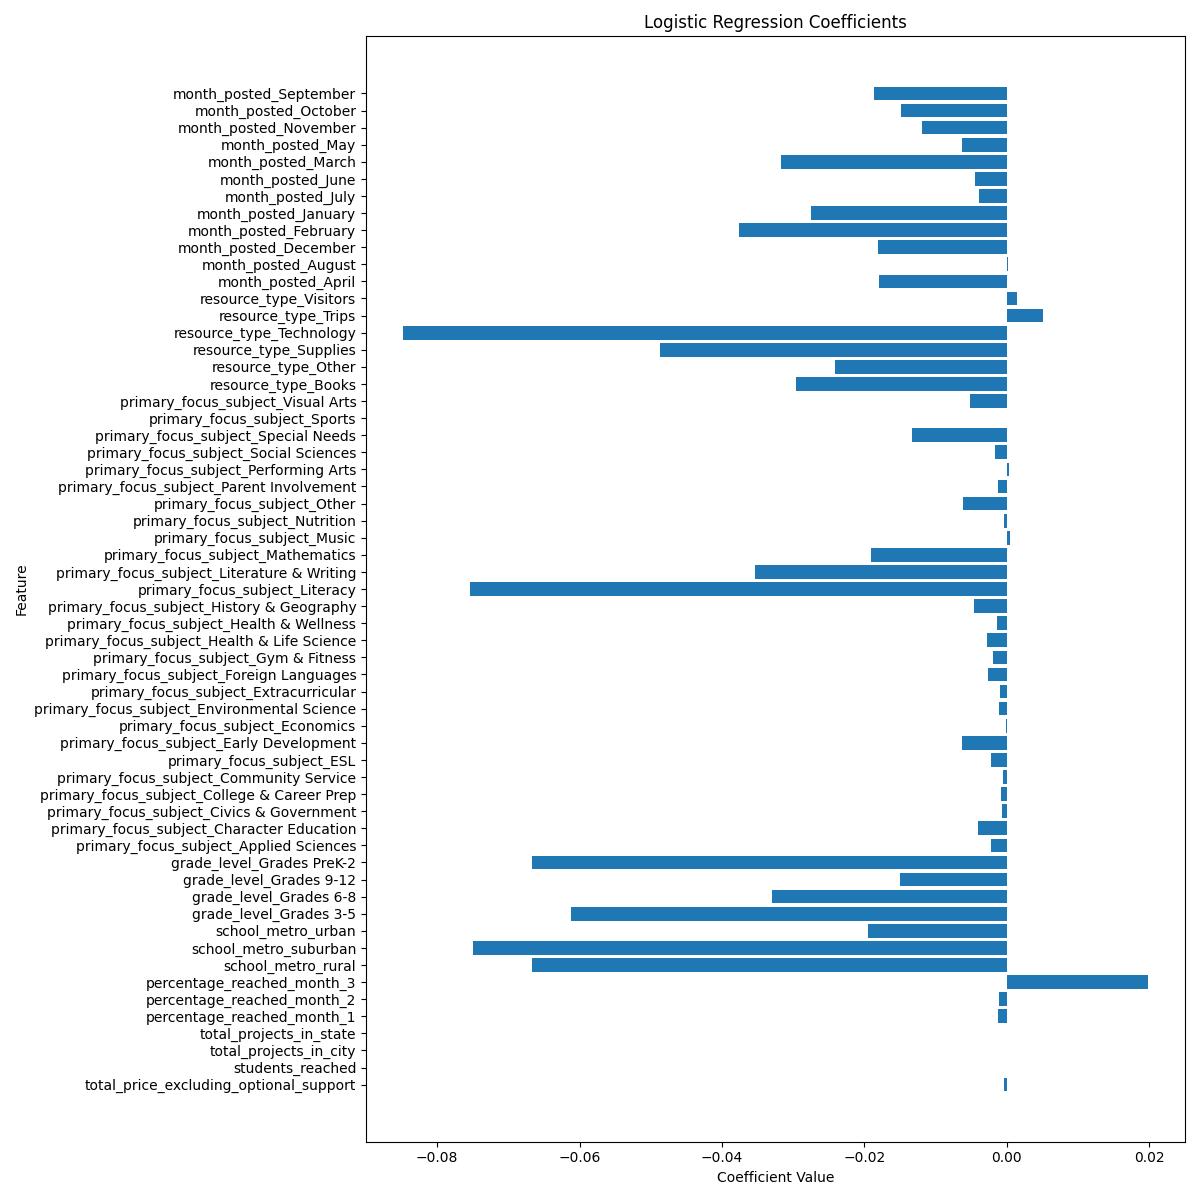 Logistic Regression Coefficients
month_posted_September
month_posted_October
month_posted_November
month_posted_May
month_posted_March
month_posted_June
month_posted_July
month_posted_January
month_posted_February
month_posted_December
month_posted_August
month_posted_April
resource_type_Visitors
resource_type_Trips
resource_type_Technology
resource_type_Supplies
resource_type_Other
resource_type_Books
primary_focus_subject_Visual Arts
primary_focus_subject_Sports
primary_focus_subject_Special Needs
primary_focus_subject_Social Sciences
primary_focus_subject_Performing Arts
primary_focus_subject_Parent Involvement
primary_focus_subject_Other
primary_focus_subject_Nutrition
primary_focus_subject_Music
primary_focus_subject_Mathematics
primary_focus_subject_Literature & Writing
primary_focus_subject_Literacy
primary_focus_subject_History & Geography
primary_focus_subject_Health & Wellness
primary_focus_subject_Health & Life Science
primary_focus_subject_Gym & Fitness
primary_focus_subject_Foreign Languages
primary_focus_subject_Extracurricular
primary_focus_subject_Environmental Science
primary_focus_subject_Economics
primary_focus_subject_Early Development
primary_focus_subject_ESL
primary_focus_subject_Community Service
primary_focus_subject_College & Career Prep
primary_focus_subject_Civics & Government
primary_focus_subject_Character Education
primary_focus_subject_Applied Sciences
grade_level_Grades PreK-2
grade_level_Grades 9-12
grade_level_Grades 6-8
grade_level_Grades 3-5
school_metro_urban
school_metro_suburban
school_metro_rural
percentage_reached_month_3
percentage_reached_month_2
percentage_reached_month_1
total_projects_in_state
total_projects_in_city
students_reached
total_price_excluding_optional_support
Feature
−0.08 −0.06 −0.04 −0.02 0.00 0.02
Coefficient Value